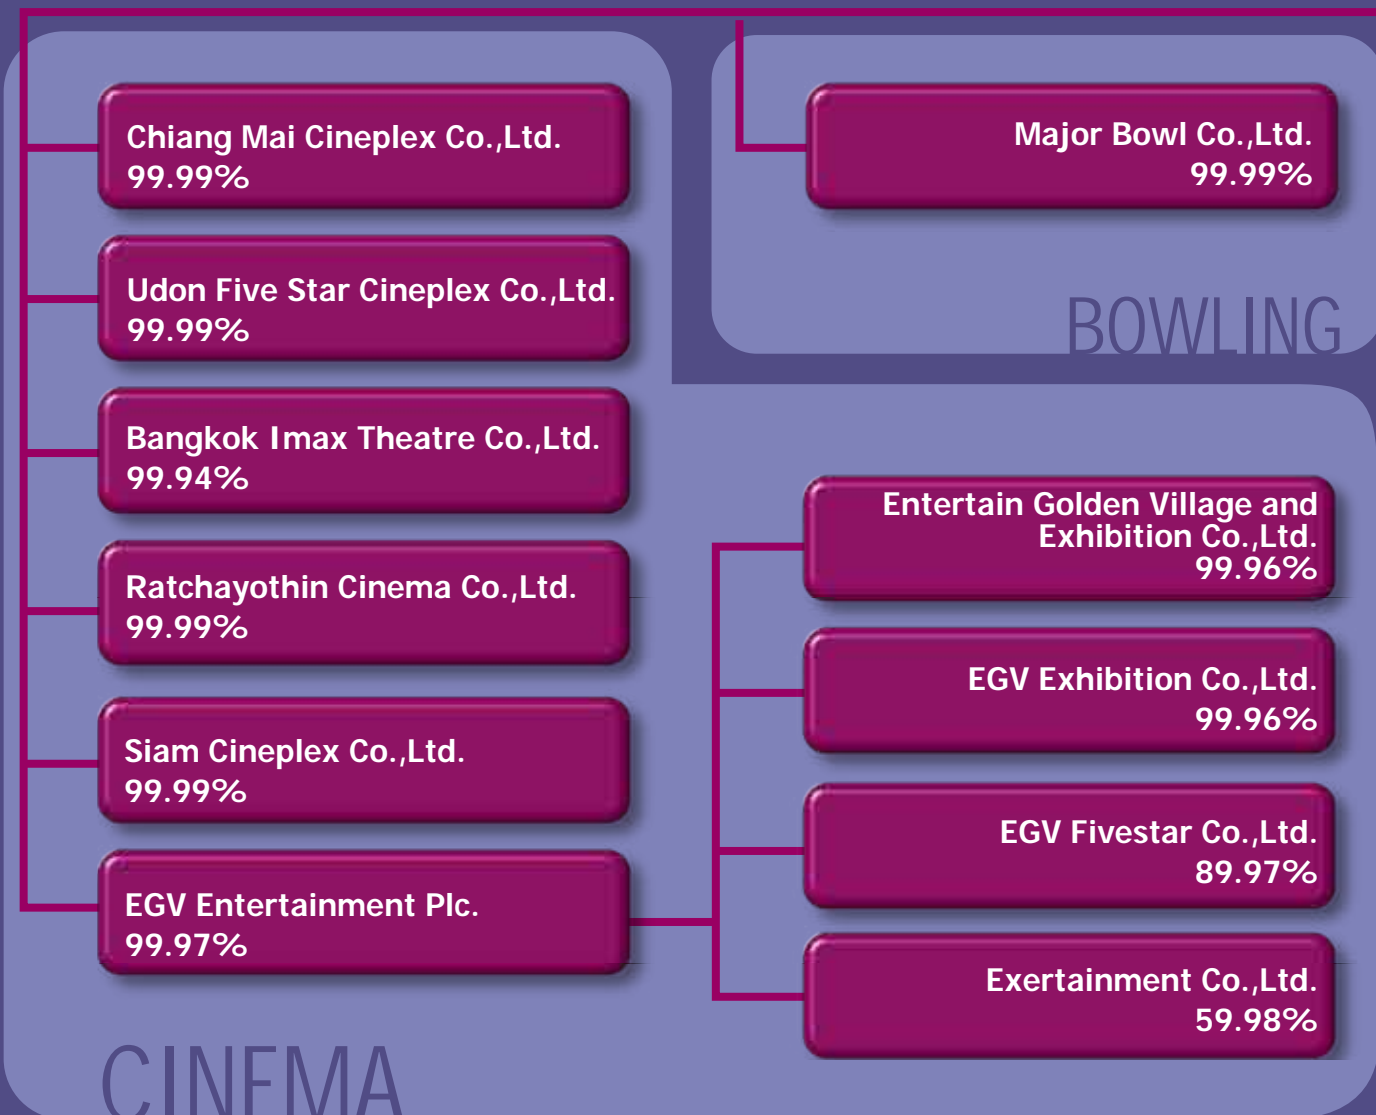 Chiang Mai Cineplex Co.,Ltd.
99.99%
Udon Five Star Cineplex Co.,Ltd.
99.99%
Bangkok Imax Theatre Co.,Ltd.
99.94%
Ratchayothin Cinema Co.,Ltd.
99.99%
Siam Cineplex Co.,Ltd.
99.99%
EGV Entertainment Plc.
99.97%
CINEMA
Major Bowl Co.,Ltd.
99.99%
BOWLING
Entertain Golden Village and
Exhibition Co.,Ltd.
99.96%
EGV Exhibition Co.,Ltd.
99.96%
EGV Fivestar Co.,Ltd.
89.97%
Exertainment Co.,Ltd.
59.98%